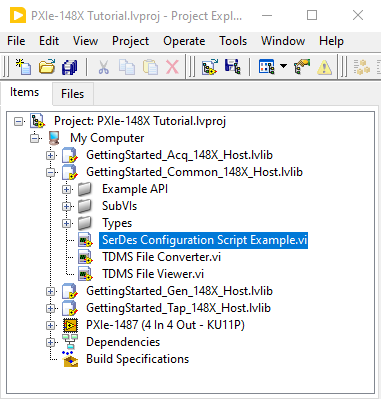 PXIe-148X Tutorial.lvproj - Project Expl...
File Edit View Project Operate Tools Window
Items Files
Project: PXIe-148X Tutorial.lvproj
My Computer
GettingStarted_Acq_148X_Host.lvlib
GettingStarted_Common_148X_Host.lvlib
Example API
SubVIs
Types
SerDes Configuration Script Example.vi
TDMS File Converter.vi
TDMS File Viewer.vi
GettingStarted_Gen_148X_Host.lvlib
GettingStarted_Tap_148X_Host.lvlib
PXIe-1487 (4 In 4 Out - KU11P)
Dependencies
Build Specifications